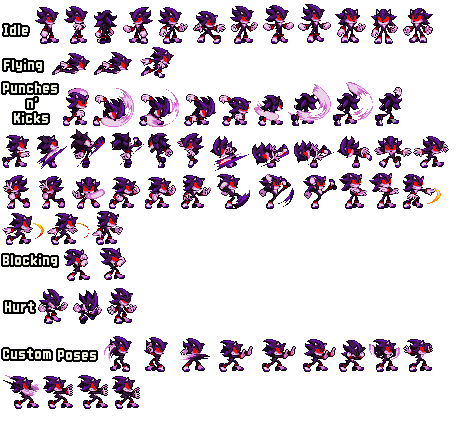 Idle
Flying
Punches
n'
Kicks
Blocking
Hurt
Custom Poses